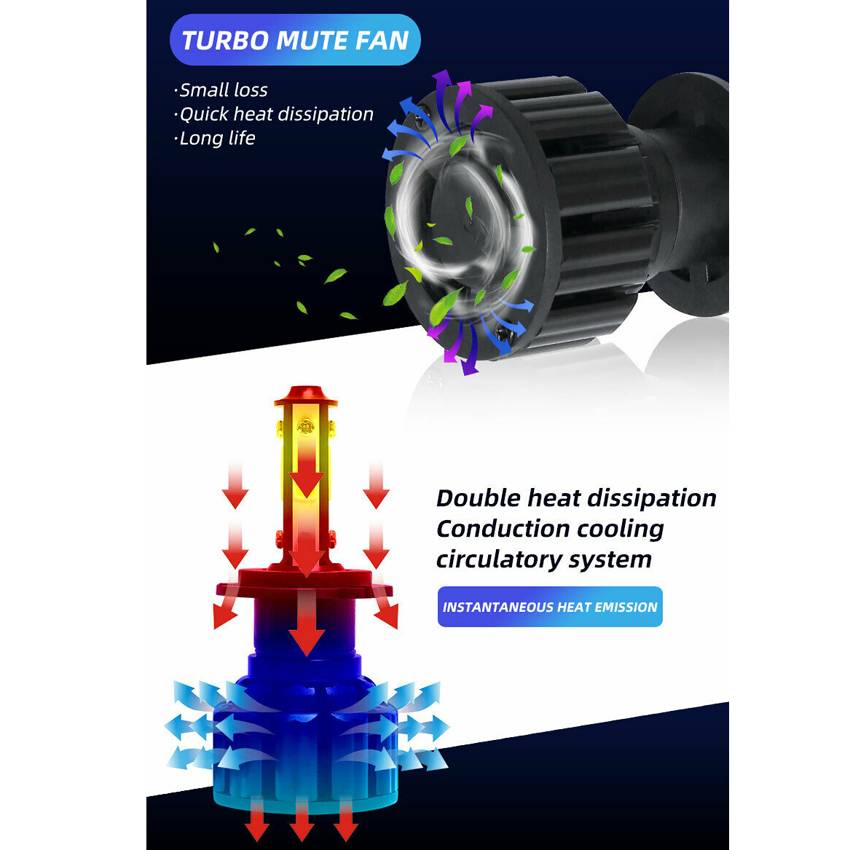 TURBO MUTE FAN
·Small loss
·Quick heat dissipation
·Long life
Double heat dissipation
Conduction cooling
circulatory system
INSTANTANEOUS HEAT EMISSION